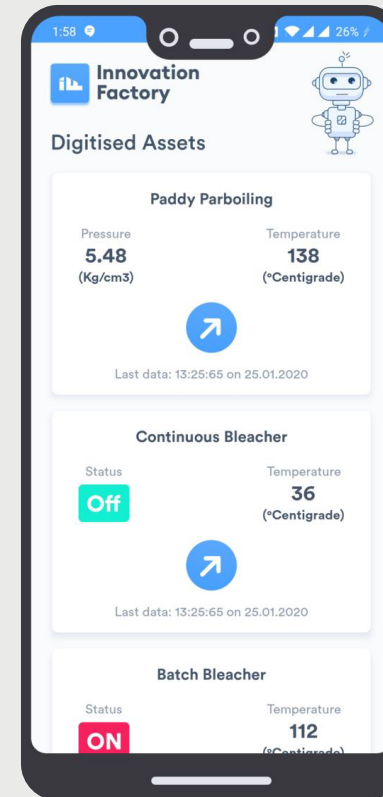 1:58 26%
Innovation
Factory
Digitised Assets
Paddy Parboiling
Pressure Temperature
5.48 138
(Kg/cm3) (°Centigrade)
Last data: 13:25:65 on 25.01.2020
Continuous Bleacher
Status Temperature
Off 36
(°Centigrade)
Last data: 13:25:65 on 25.01.2020
Batch Bleacher
Status Temperature
ON 112
(°Centigrade)